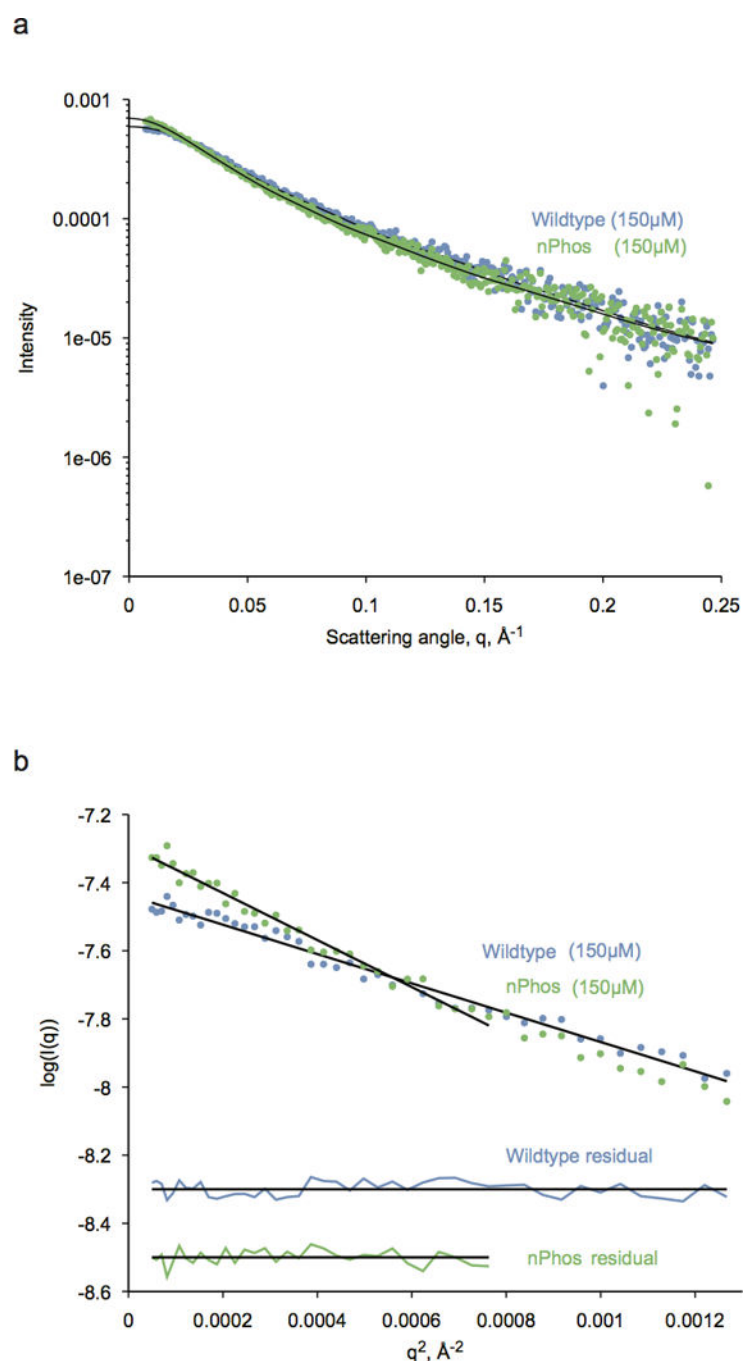 a
0.001
0.0001
1e-05
1e-06
1e-07
Intensity
Wildtype (150µM)
nPhos (150µM)
0 0.05 0.1 0.15 0.2 0.25
Scattering angle, q, Å⁻¹
b
-7.2
-7.4
-7.6
-7.8
-8
-8.2
-8.4
-8.6
log(I(q))
Wildtype (150µM)
nPhos (150µM)
Wildtype residual
nPhos residual
0 0.0002 0.0004 0.0006 0.0008 0.001 0.0012
q², Å⁻²